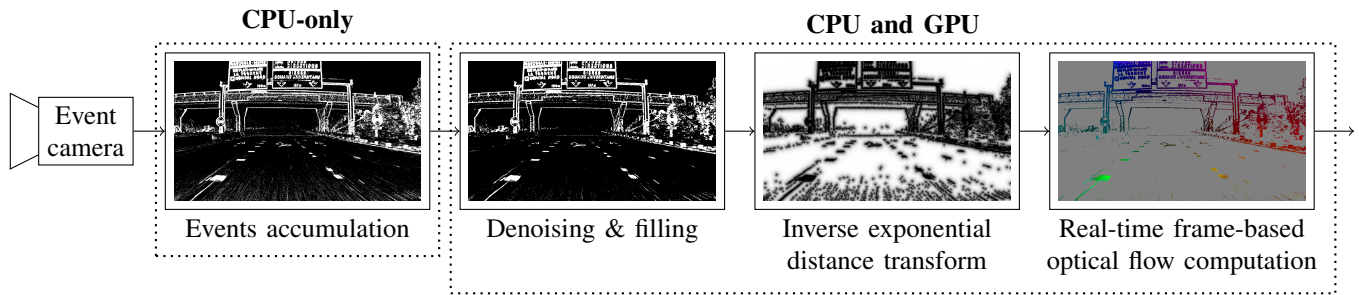 CPU-only
CPU and GPU
Event
camera
Events accumulation
Denoising & filling
Inverse exponential
distance transform
Real-time frame-based
optical flow computation